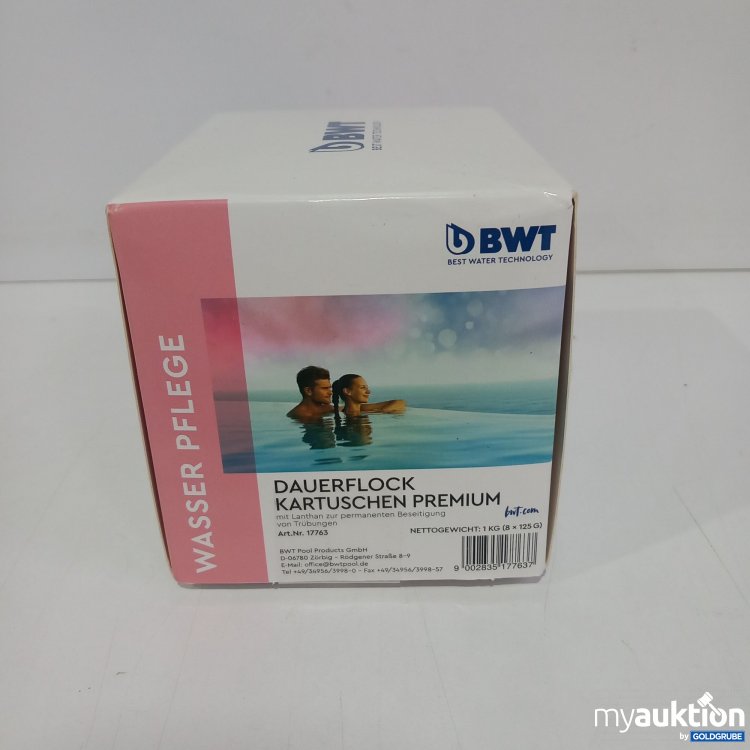 BWT
BEST WATER TECHNOLOGY
BWT
BEST WATER TECHNOLOGY
WASSER PFLEGE
DAUERFLOCK
KARTUSCHEN PREMIUM
mit Lanthan zur permanenten Beseitigung
von Trübungen
Art.Nr. 17763
bwt.com
NETTOGEWICHT: 1 KG (8 × 125 G)
BWT Pool Products GmbH
D-06780 Zörbig - Rödgener Straße 8-9
E-Mail: office@bwtpool.de
Tel +49/34956/3998-0 - Fax +49/34956/3998-57
9 002835 177637
myauktion
by GOLDGRUBE